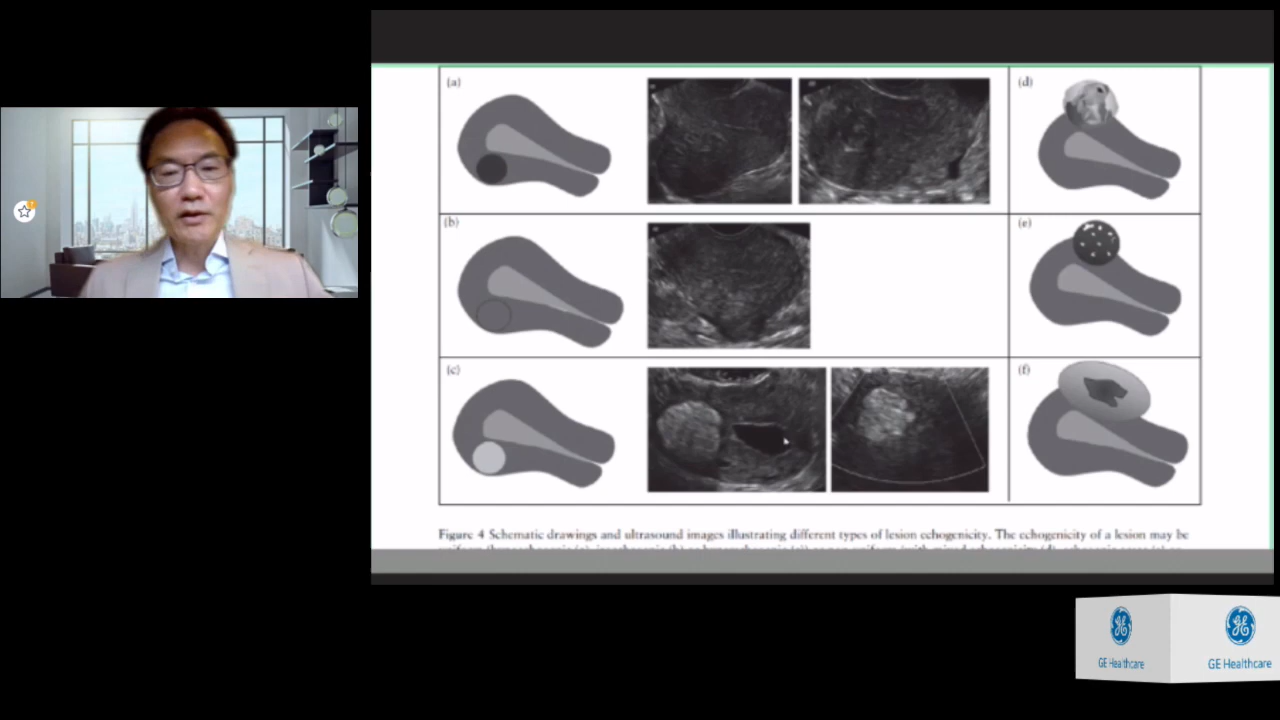 (a)
(d)
(b)
(e)
(c)
(f)
Figure 4 Schematic drawings and ultrasound images illustrating different types of lesion echogenicity. The echogenicity of a lesion may be
GE Healthcare
GE Healthcare